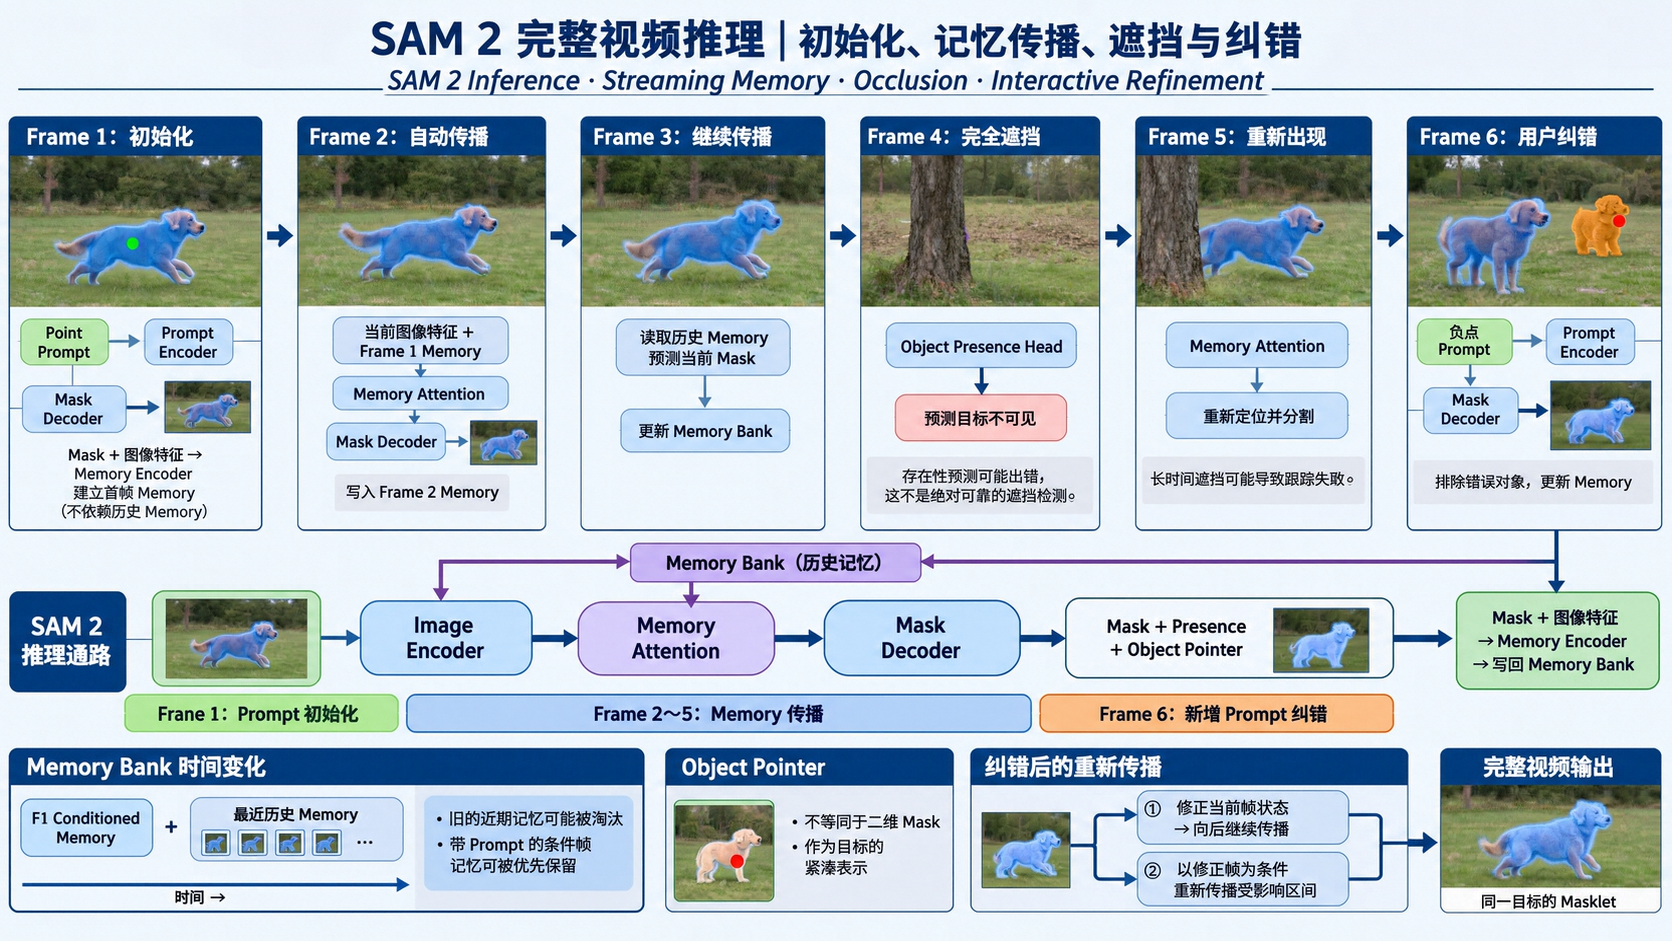 SAM 2 完整视频推理 | 初始化、记忆传播、遮挡与纠错
SAM 2 Inference · Streaming Memory · Occlusion · Interactive Refinement
Frame 1：初始化
Point
Prompt
Prompt
Encoder
Mask
Decoder
Mask + 图像特征 →
Memory Encoder
建立首帧 Memory
（不依赖历史 Memory）
Frame 2：自动传播
当前图像特征 +
Frame 1 Memory
Memory Attention
Mask Decoder
写入 Frame 2 Memory
Frame 3：继续传播
读取历史 Memory
预测当前 Mask
更新 Memory Bank
Frame 4：完全遮挡
Object Presence Head
预测目标不可见
存在性预测可能出错，
这不是绝对可靠的遮挡检测。
Frame 5：重新出现
Memory Attention
重新定位并分割
长时间遮挡可能导致跟踪失败。
Frame 6：用户纠错
负点
Prompt
Prompt
Encoder
Mask
Decoder
排除错误对象，更新 Memory
Memory Bank（历史记忆）
SAM 2
推理通路
Image
Encoder
Memory
Attention
Mask
Decoder
Mask + Presence
+ Object Pointer
Mask + 图像特征
→ Memory Encoder
→ 写回 Memory Bank
Frane 1：Prompt 初始化
Frame 2～5：Memory 传播
Frame 6：新增 Prompt 纠错
Memory Bank 时间变化
F1 Conditioned
Memory
+
最近历史 Memory
...
时间 →
• 旧的近期记忆可能被淘汰
• 带 Prompt 的条件帧
记忆可被优先保留
Object Pointer
• 不等同于二维 Mask
• 作为目标的
紧凑表示
纠错后的重新传播
① 修正当前帧状态
→ 向后继续传播
② 以修正帧为条件
重新传播受影响区间
完整视频输出
同一目标的 Masklet